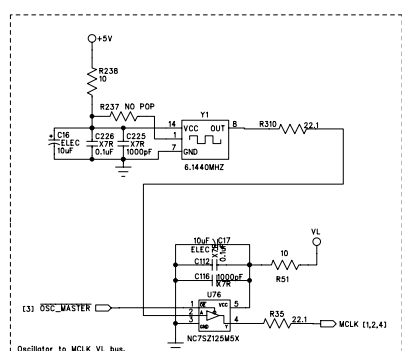 +5V
R238
10
R237 NO POP
Y1
C16
ELEC
10uF
C226
X7R
0.1uF
C225
X7R
1000pF
14 VCC OUT 8
1
7 GND
6.1440MHZ
R310 22.1
10uF C17
ELEC
C112 X7R 0.1uF
C116 1000pF
X7R
VL
10
R51
U76
[3] OSC_MASTER
1 OE VCC 5
2 A
3 GND Y 4
NC7SZ125M5X
R35 22.1
MCLK [1,2,4]
Oscillator to MCLK VL bus.